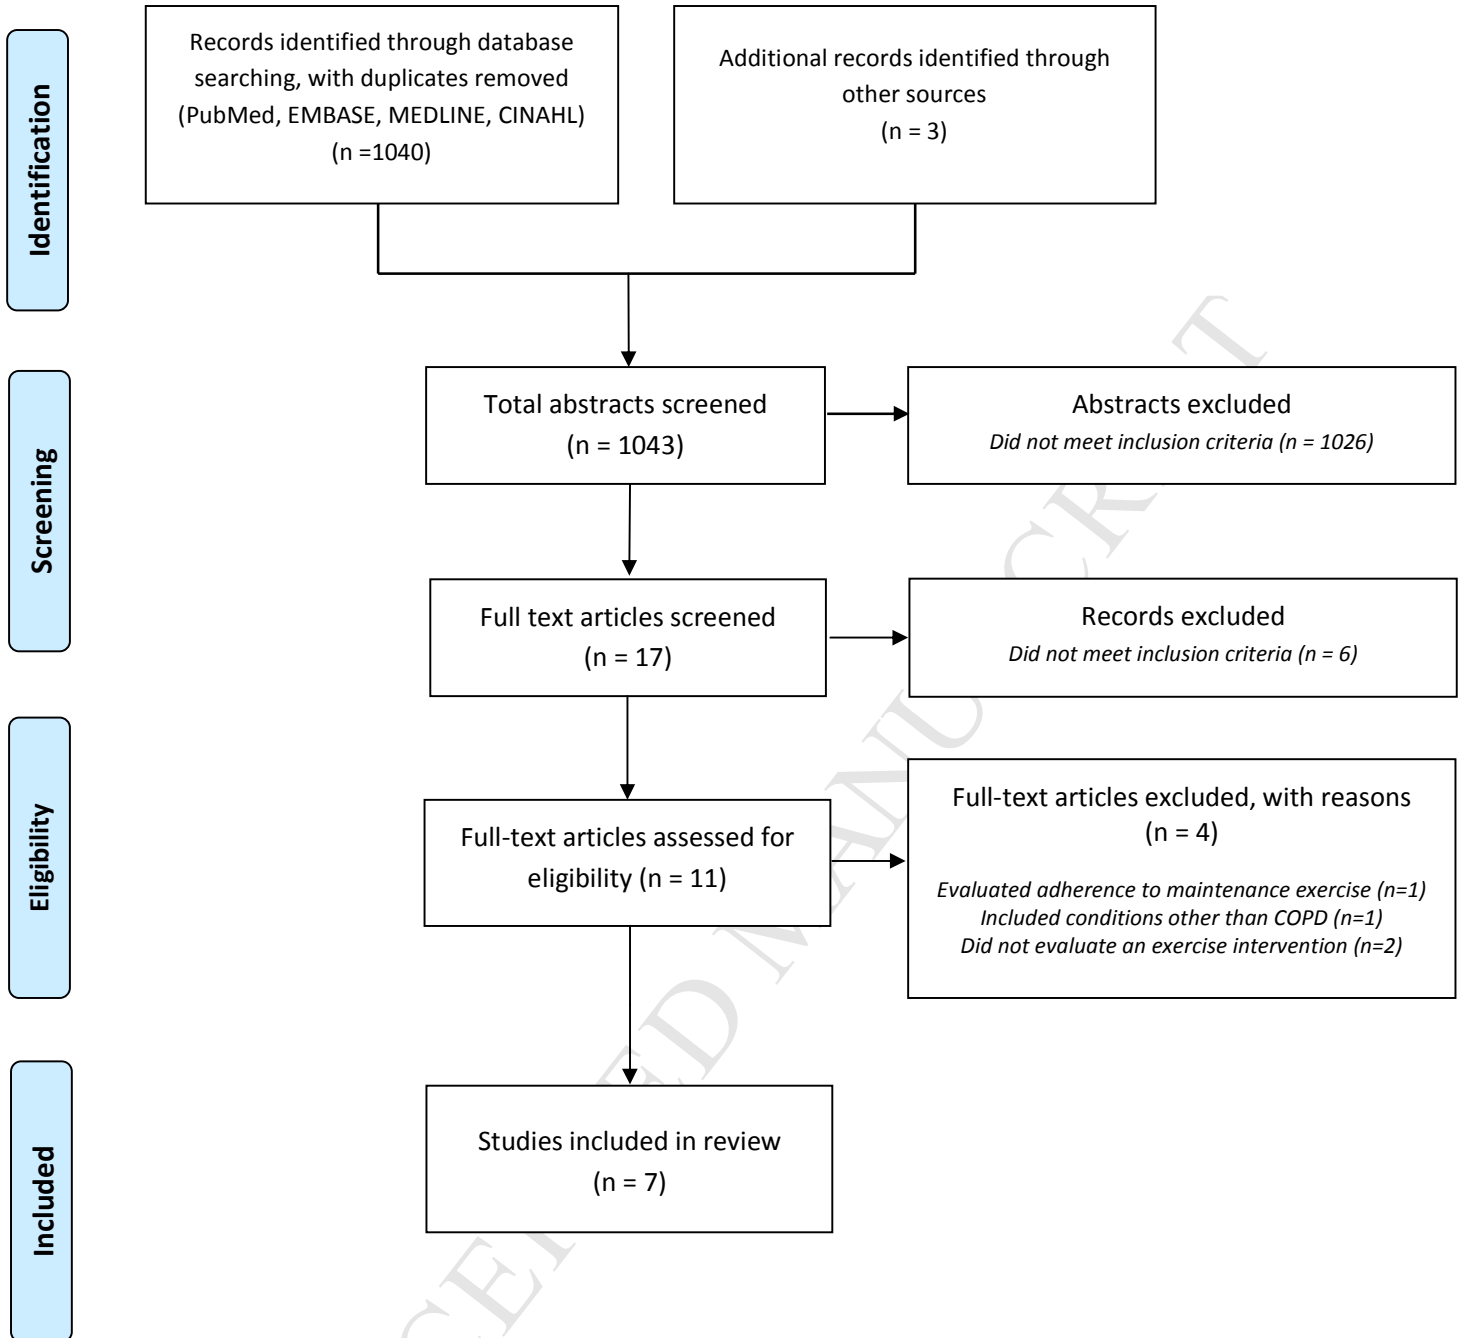 Identification
Records identified through database
searching, with duplicates removed
(PubMed, EMBASE, MEDLINE, CINAHL)
(n =1040)
Additional records identified through
other sources
(n = 3)
Screening
Total abstracts screened
(n = 1043)
Abstracts excluded
Did not meet inclusion criteria (n = 1026)
Full text articles screened
(n = 17)
Records excluded
Did not meet inclusion criteria (n = 6)
Eligibility
Full-text articles assessed for
eligibility (n = 11)
Full-text articles excluded, with reasons
(n = 4)
Evaluated adherence to maintenance exercise (n=1)
Included conditions other than COPD (n=1)
Did not evaluate an exercise intervention (n=2)
Included
Studies included in review
(n = 7)